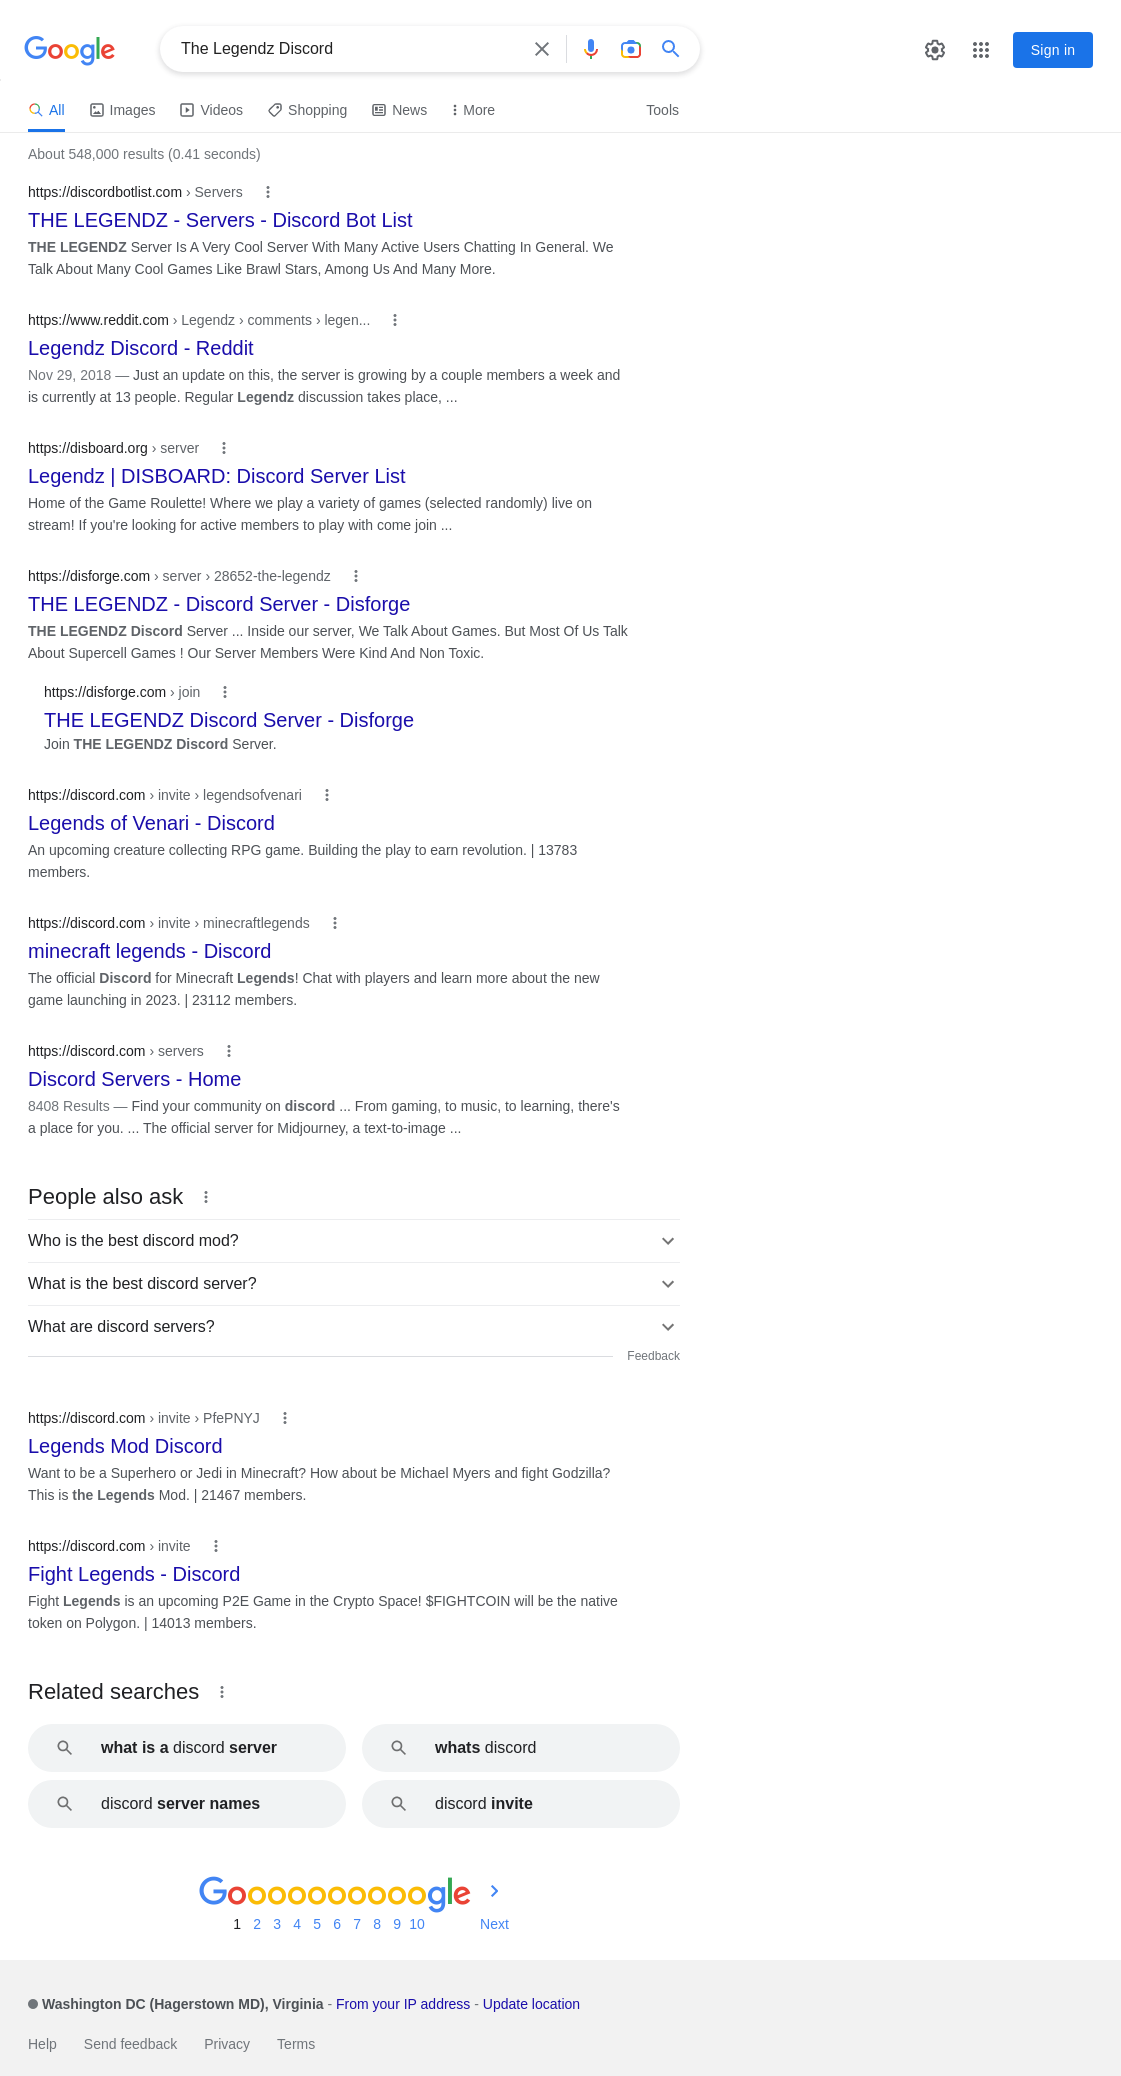 Google
The Legendz Discord
Sign in
All
Images
Videos
Shopping
News
More
Tools
About 548,000 results (0.41 seconds)
https://discordbotlist.com › Servers
THE LEGENDZ - Servers - Discord Bot List
THE LEGENDZ Server Is A Very Cool Server With Many Active Users Chatting In General. We
Talk About Many Cool Games Like Brawl Stars, Among Us And Many More.
https://www.reddit.com › Legendz › comments › legen...
Legendz Discord - Reddit
Nov 29, 2018 — Just an update on this, the server is growing by a couple members a week and
is currently at 13 people. Regular Legendz discussion takes place, ...
https://disboard.org › server
Legendz | DISBOARD: Discord Server List
Home of the Game Roulette! Where we play a variety of games (selected randomly) live on
stream! If you're looking for active members to play with come join ...
https://disforge.com › server › 28652-the-legendz
THE LEGENDZ - Discord Server - Disforge
THE LEGENDZ Discord Server ... Inside our server, We Talk About Games. But Most Of Us Talk
About Supercell Games ! Our Server Members Were Kind And Non Toxic.
https://disforge.com › join
THE LEGENDZ Discord Server - Disforge
Join THE LEGENDZ Discord Server.
https://discord.com › invite › legendsofvenari
Legends of Venari - Discord
An upcoming creature collecting RPG game. Building the play to earn revolution. | 13783
members.
https://discord.com › invite › minecraftlegends
minecraft legends - Discord
The official Discord for Minecraft Legends! Chat with players and learn more about the new
game launching in 2023. | 23112 members.
https://discord.com › servers
Discord Servers - Home
8408 Results — Find your community on discord ... From gaming, to music, to learning, there's
a place for you. ... The official server for Midjourney, a text-to-image ...
People also ask
Who is the best discord mod?
What is the best discord server?
What are discord servers?
Feedback
https://discord.com › invite › PfePNYJ
Legends Mod Discord
Want to be a Superhero or Jedi in Minecraft? How about be Michael Myers and fight Godzilla?
This is the Legends Mod. | 21467 members.
https://discord.com › invite
Fight Legends - Discord
Fight Legends is an upcoming P2E Game in the Crypto Space! $FIGHTCOIN will be the native
token on Polygon. | 14013 members.
Related searches
what is a discord server
whats discord
discord server names
discord invite
Goooooooooogle
1 2 3 4 5 6 7 8 9 10 Next
Washington DC (Hagerstown MD), Virginia - From your IP address - Update location
Help Send feedback Privacy Terms